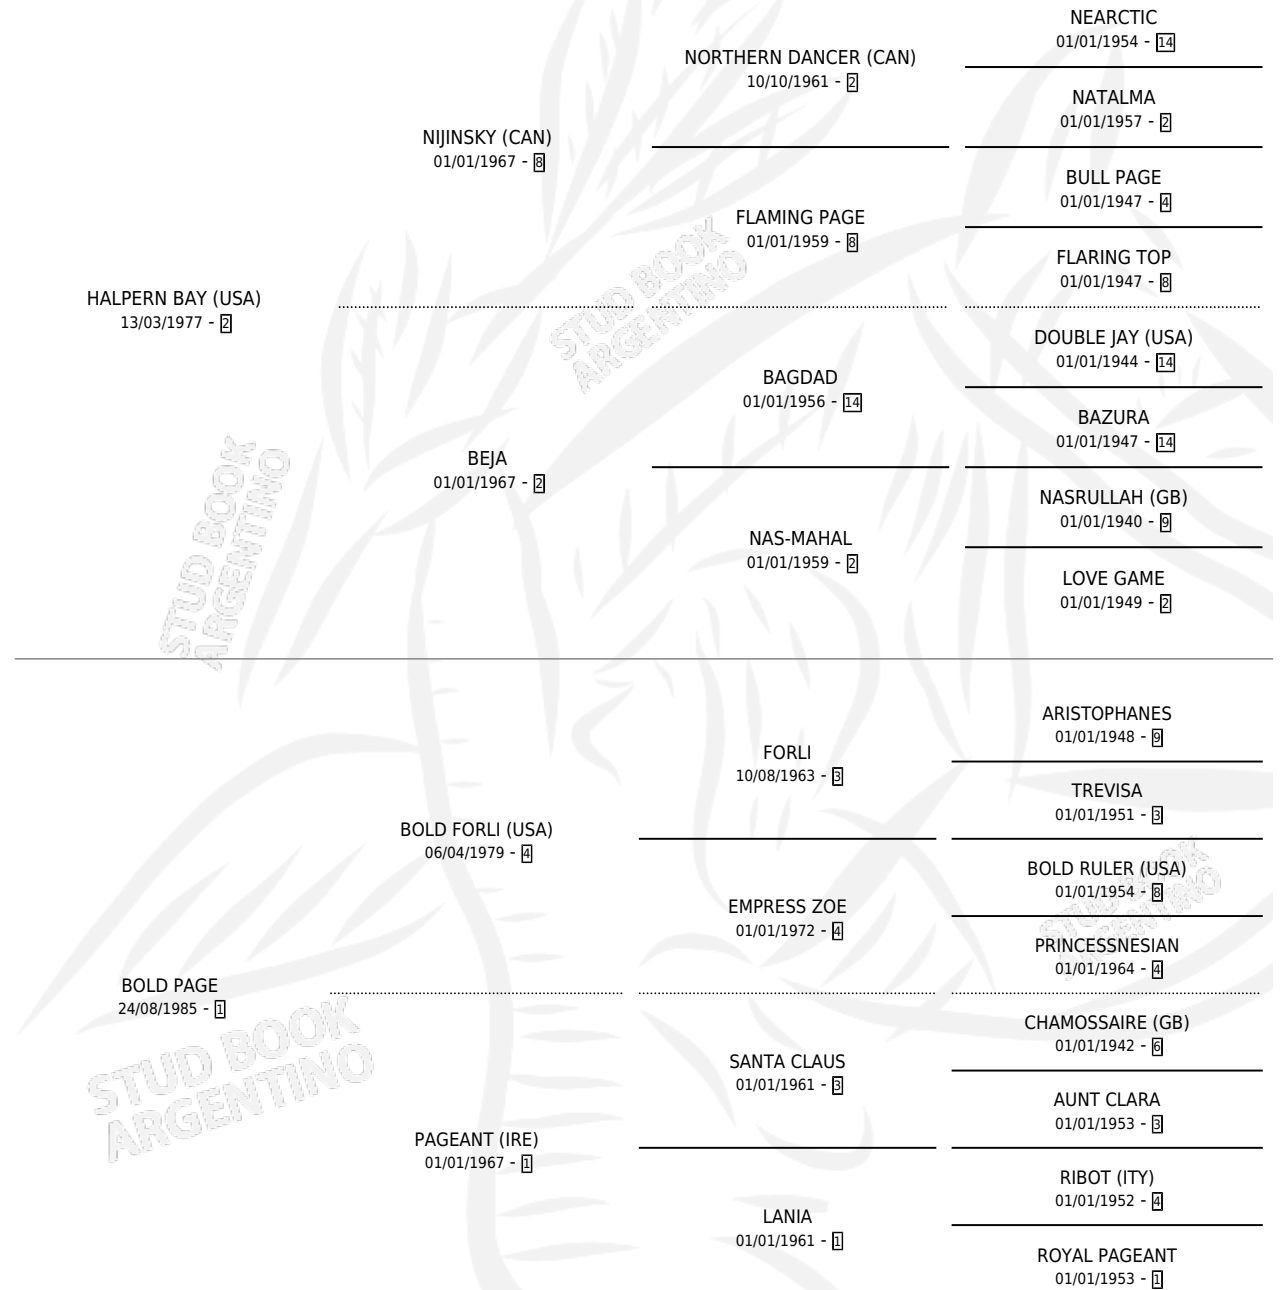 NEARCTIC
01/01/1954 - 14
NORTHERN DANCER (CAN)
10/10/1961 - 2
NATALMA
01/01/1957 - 2
NIJINSKY (CAN)
01/01/1967 - 8
BULL PAGE
01/01/1947 - 4
FLAMING PAGE
01/01/1959 - 8
FLARING TOP
01/01/1947 - 8
HALPERN BAY (USA)
13/03/1977 - 2
DOUBLE JAY (USA)
01/01/1944 - 14
BAGDAD
01/01/1956 - 14
BAZURA
01/01/1947 - 14
BEJA
01/01/1967 - 2
NASRULLAH (GB)
01/01/1940 - 9
NAS-MAHAL
01/01/1959 - 2
LOVE GAME
01/01/1949 - 2
STUD BOOK
ARGENTINO
STUD BOOK
ARGENTINO
ARISTOPHANES
01/01/1948 - 9
FORLI
10/08/1963 - 3
TREVISA
01/01/1951 - 3
BOLD FORLI (USA)
06/04/1979 - 4
BOLD RULER (USA)
01/01/1954 - 8
EMPRESS ZOE
01/01/1972 - 4
PRINCESSNESIAN
01/01/1964 - 4
BOLD PAGE
24/08/1985 - 1
CHAMOSSAIRE (GB)
01/01/1942 - 6
SANTA CLAUS
01/01/1961 - 3
AUNT CLARA
01/01/1953 - 3
PAGEANT (IRE)
01/01/1967 - 1
RIBOT (ITY)
01/01/1952 - 4
LANIA
01/01/1961 - 1
ROYAL PAGEANT
01/01/1953 - 1
STUD BOOK
ARGENTINO
STUD BOOK
ARGENTINO